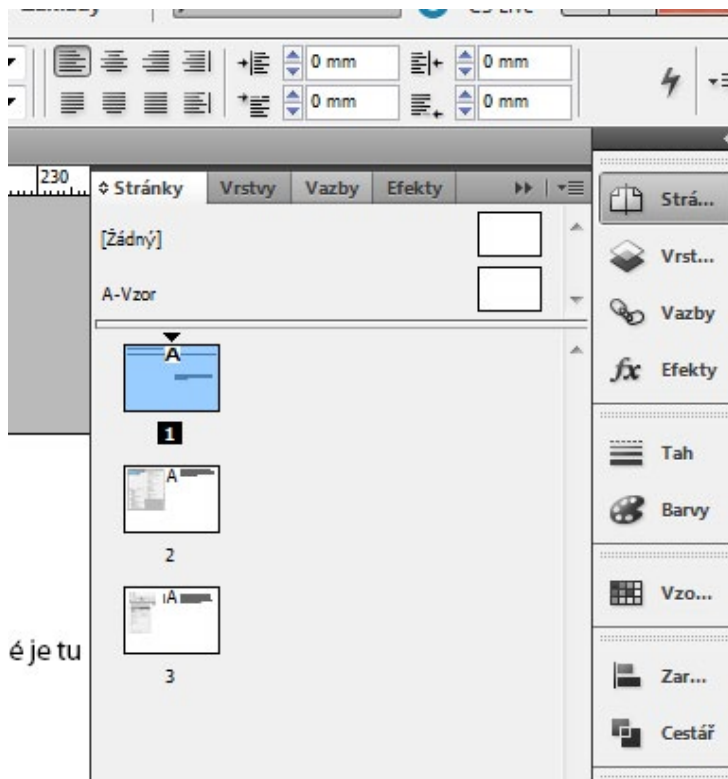 0 mm
0 mm
0 mm
0 mm
230
Stránky Vrstvy Vazby Efekty
[Žádný]
A-Vzor
A
1
A
2
A
3
é je tu
Strá...
Vrst...
Vazby
fx Efekty
Tah
Barvy
Vzo...
Zar...
Cestář